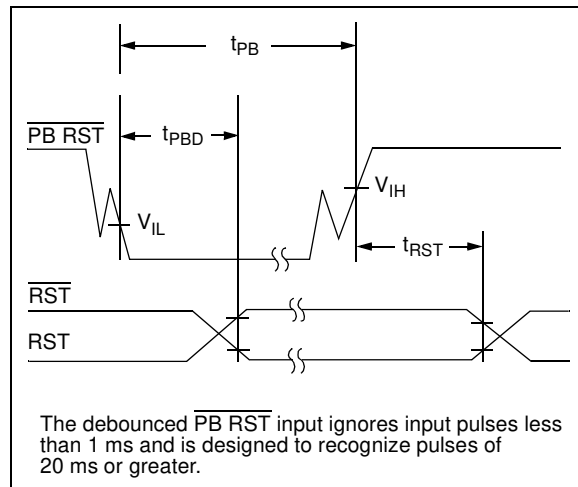 tPB
PB RST
tPBD
VIL
VIH
tRST
RST
RST
The debounced PB RST input ignores input pulses less
than 1 ms and is designed to recognize pulses of
20 ms or greater.